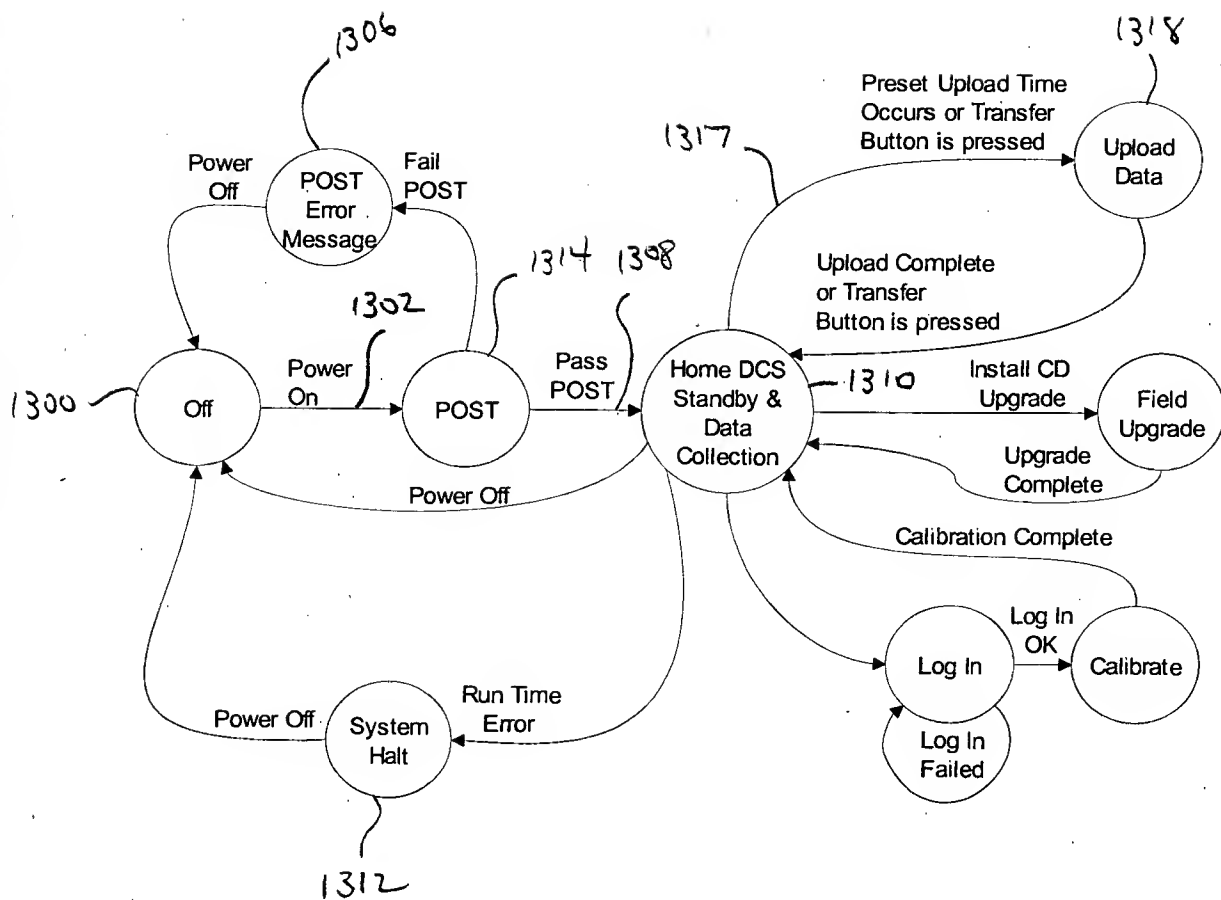 1306
1318
Preset Upload Time
Occurs or Transfer
Button is pressed
1317
Upload
Data
Power
Off
Fail
POST
POST
Error
Message
1314
1308
Upload Complete
or Transfer
Button is pressed
1302
Power
On
Pass
POST
Home DCS
Standby &
Data
Collection
1310
Install CD
Upgrade
1300
Off
POST
Field
Upgrade
Upgrade
Complete
Power Off
Calibration Complete
Log In
OK
Log In
Calibrate
Run Time
Error
Power Off
System
Halt
Log In
Failed
1312